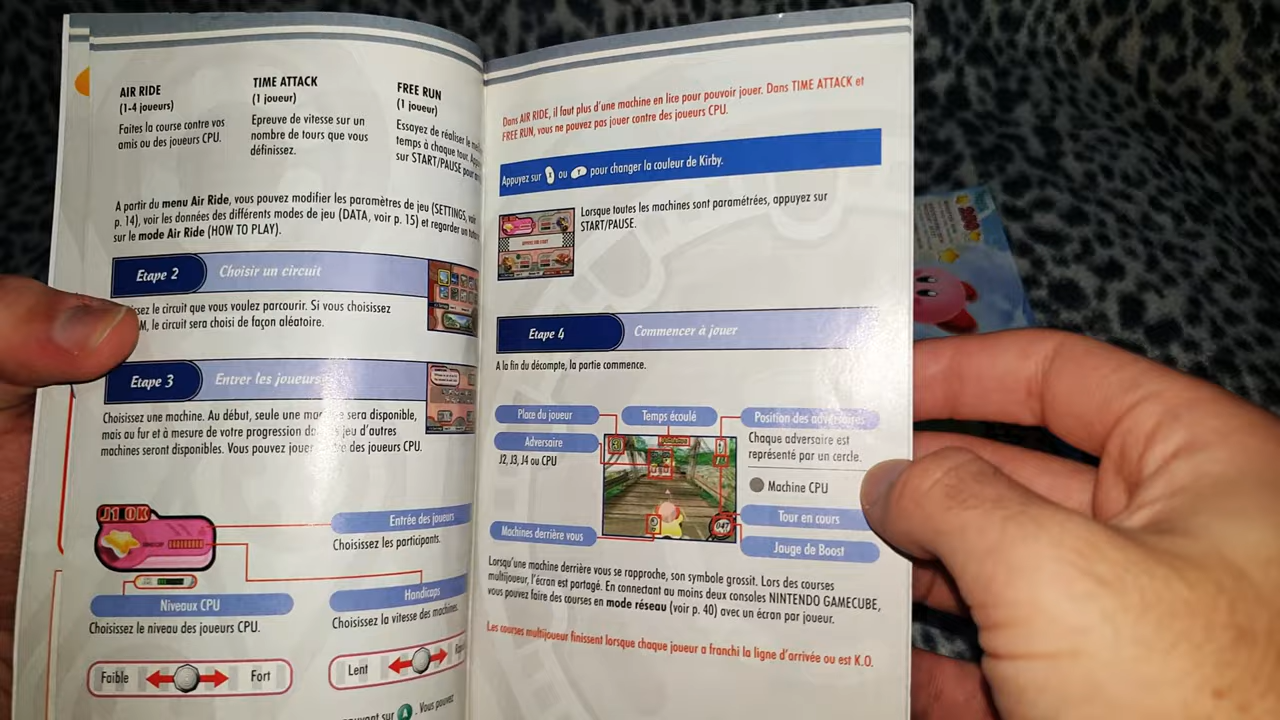 AIR RIDE
(1-4 joueurs)
Faites la course contre vos
amis ou des joueurs CPU.
TIME ATTACK
(1 joueur)
Epreuve de vitesse sur un
nombre de tours que vous
définissez.
FREE RUN
(1 joueur)
Essayez de réaliser le
temps à chaque tour.
sur START/PAUSE pour
A partir du menu Air Ride, vous pouvez modifier les paramètres de jeu (SETTINGS,
p. 14), voir les données des différents modes de jeu (DATA, voir p. 15) et regarder un
sur le mode Air Ride (HOW TO PLAY).
Etape 2
Choisir un circuit
le circuit que vous voulez parcourir. Si vous choisissez
le circuit sera choisi de façon aléatoire.
Etape 3
Entrer les joueurs
Choisissez une machine. Au début, seule une sera disponible,
mais au fur et à mesure de votre progression jeu d'autres
machines seront disponibles. Vous pouvez jouer des joueurs CPU.
J1 OK
Entrée des joueurs
Choisissez les participants.
Niveaux CPU
Choisissez le niveau des joueurs CPU.
Faible Fort
Handicaps
Choisissez la vitesse des machines.
Lent
A . Vous pouvez
Dans AIR RIDE, il faut plus d'une machine en lice pour pouvoir jouer. Dans TIME ATTACK et
FREE RUN, vous ne pouvez pas jouer contre des joueurs CPU.
Appuyez sur X ou Y pour changer la couleur de Kirby.
Lorsque toutes les machines sont paramétrées, appuyez sur
START/PAUSE.
Etape 4
Commencer à jouer
A la fin du décompte, la partie commence.
Place du joueur
Temps écoulé
Position des adversaires
Adversaire
J2, J3, J4 ou CPU
Chaque adversaire est
représenté par un cercle.
Machine CPU
Machines derrière vous
Tour en cours
Jauge de Boost
Lorsqu'une machine derrière vous se rapproche, son symbole grossit. Lors des courses
multijoueur, l'écran est partagé. En connectant au moins deux consoles NINTENDO GAMECUBE,
vous pouvez faire des courses en mode réseau (voir p. 40) avec un écran par joueur.
Les courses multijoueur finissent lorsque chaque joueur a franchi la ligne d'arrivée ou est K.O.